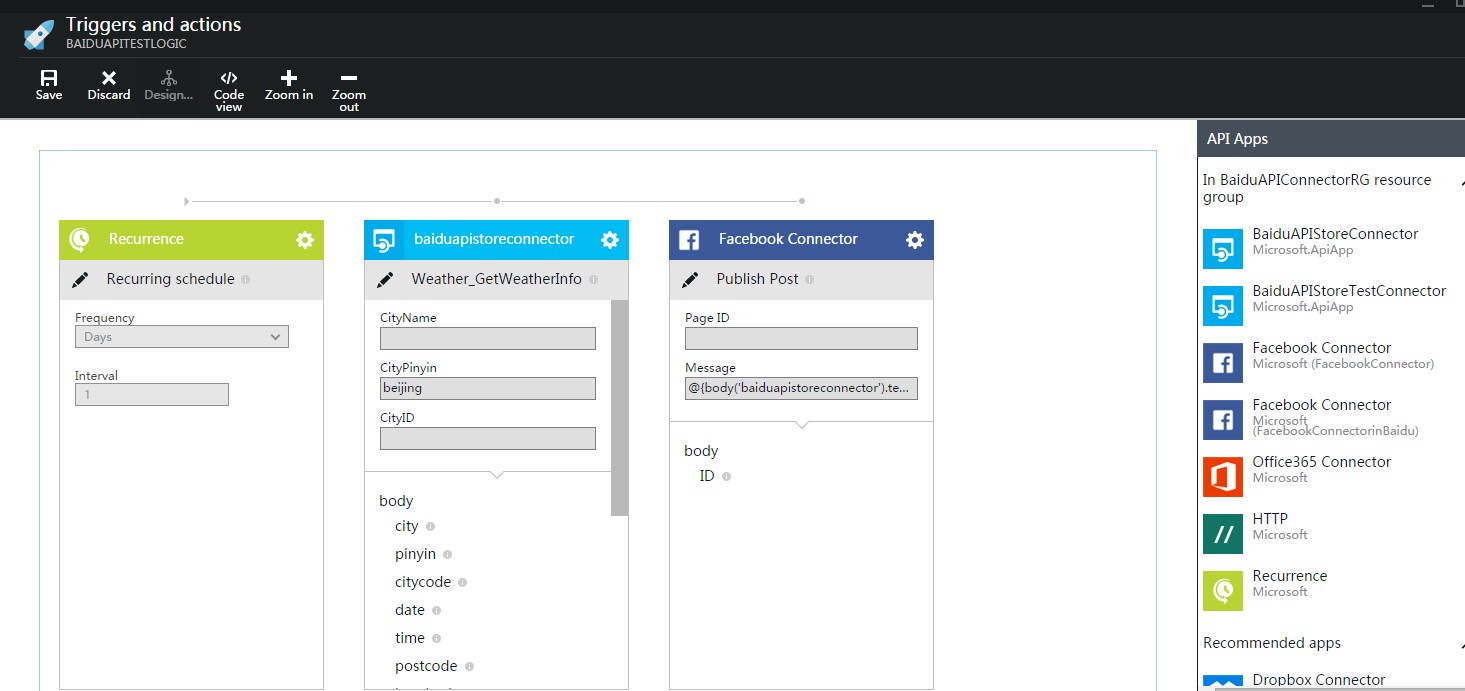 Triggers and actions
BAIDUAPITESTLOGIC
Save
Discard
Design...
Code view
Zoom in
Zoom out
Recurrence
Recurring schedule
Frequency
Days
Interval
1
baiduapistoreconnector
Weather_GetWeatherInfo
CityName
CityPinyin
beijing
CityID
body
city
pinyin
citycode
date
time
postcode
Facebook Connector
Publish Post
Page ID
Message
@{body('baiduapistoreconnector').te...
body
ID
API Apps
In BaiduAPIConnectorRG resource
group
BaiduAPIStoreConnector
Microsoft.ApiApp
BaiduAPIStoreTestConnector
Microsoft.ApiApp
Facebook Connector
Microsoft (FacebookConnector)
Facebook Connector
Microsoft
(FacebookConnectorinBaidu)
Office365 Connector
Microsoft
HTTP
Microsoft
Recurrence
Microsoft
Recommended apps
Dropbox Connector